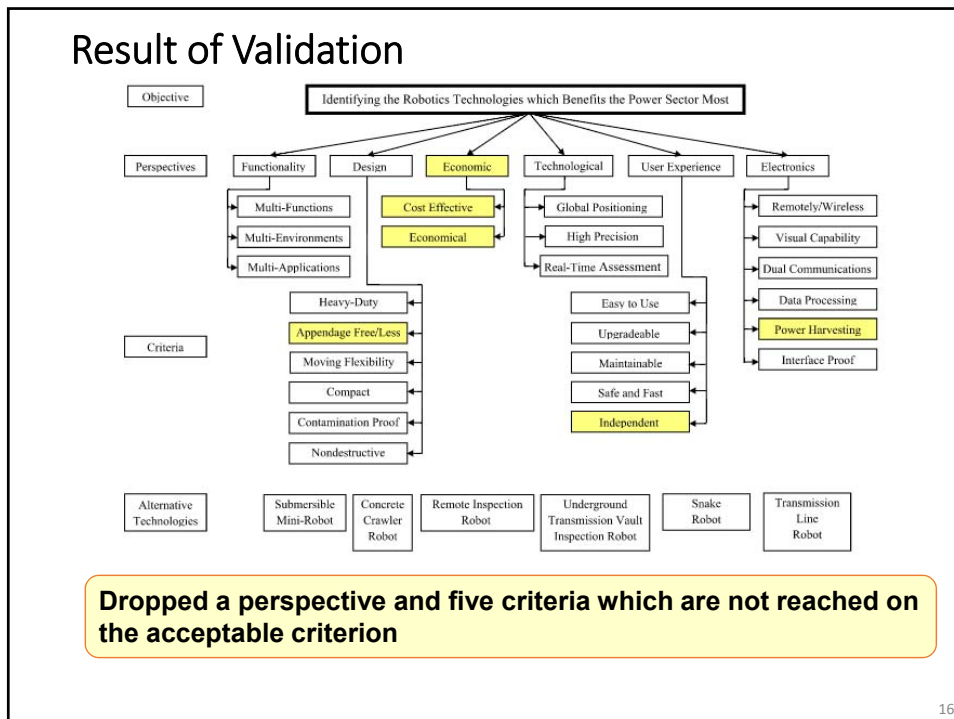 Result of Validation
Objective
Identifying the Robotics Technologies which Benefits the Power Sector Most
Perspectives
Functionality
Design
Economic
Technological
User Experience
Electronics
Multi-Functions
Multi-Environments
Multi-Applications
Cost Effective
Economical
Global Positioning
High Precision
Real-Time Assessment
Remotely/Wireless
Visual Capability
Dual Communications
Data Processing
Power Harvesting
Interface Proof
Criteria
Heavy-Duty
Appendage Free/Less
Moving Flexibility
Compact
Contamination Proof
Nondestructive
Easy to Use
Upgradeable
Maintainable
Safe and Fast
Independent
Alternative
Technologies
Submersible
Mini-Robot
Concrete
Crawler
Robot
Remote Inspection
Robot
Underground
Transmission Vault
Inspection Robot
Snake
Robot
Transmission
Line
Robot
Dropped a perspective and five criteria which are not reached on
the acceptable criterion
16